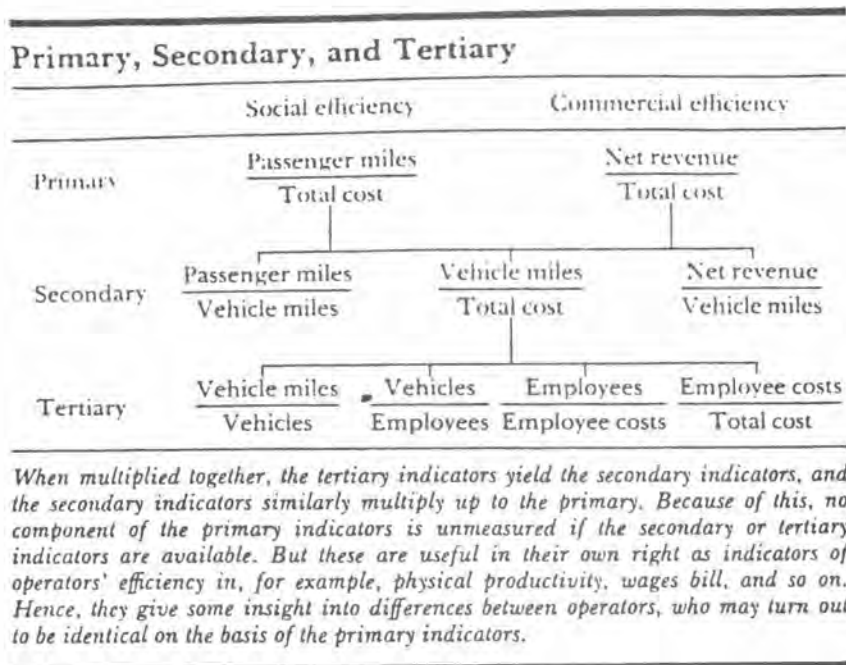 Primary, Secondary, and Tertiary
Social efficiency Commercial efficiency
Primary
Passenger miles Net revenue
Total cost Total cost
Secondary
Passenger miles Vehicle miles Net revenue
Vehicle miles Total cost Vehicle miles
Tertiary
Vehicle miles Vehicles Employees Employee costs
Vehicles Employees Employee costs Total cost
When multiplied together, the tertiary indicators yield the secondary indicators, and
the secondary indicators similarly multiply up to the primary. Because of this, no
component of the primary indicators is unmeasured if the secondary or tertiary
indicators are available. But these are useful in their own right as indicators of
operators' efficiency in, for example, physical productivity, wages bill, and so on.
Hence, they give some insight into differences between operators, who may turn out
to be identical on the basis of the primary indicators.